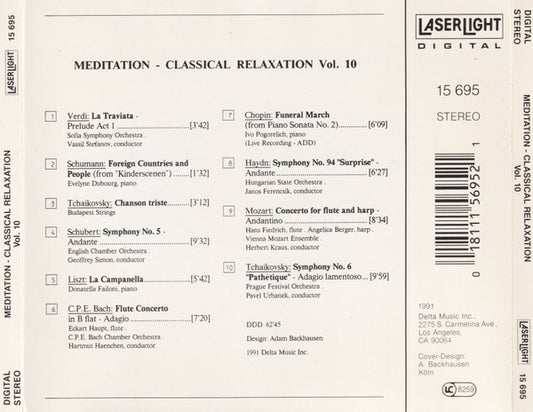 15 695
LASERLIGHT
MEDITATION - CLASSICAL RELAXATION
Vol. 10
DIGITAL
STEREO
MEDITATION - CLASSICAL RELAXATION Vol. 10
1 Verdi: La Traviata -
Prelude Act 1 [3'42]
Sofia Symphony Orchestra .
Vassil Stefanov, conductor
2 Schumann: Foreign Countries and
People (from "Kinderscenen') [1'32]
Evelyne Dubourg, piano
3 Tchaikovsky: Chanson triste [3'12]
Budapest Strings
4 Schubert: Symphony No. 5 -
Andante [9'32]
English Chamber Orchestra .
Geoffrey Simon, conductor
5 Liszt: La Campanella [5'42]
Donatella Failoni, piano
6 C.P.E. Bach: Flute Concerto
in B flat - Adagio [7'20]
Eckart Haupt, flute .
C.P.E. Bach Chamber Orchestra .
Hartmut Haenchen, conductor
7 Chopin: Funeral March
(from Piano Sonata No. 2) [6'09]
Ivo Pogorelich, piano
(Live Recording - ADD)
8 Haydn: Symphony No. 94 "Surprise" -
Andante [6'27]
Hungarian State Orchestra .
Janos Ferencsik, conductor
9 Mozart: Concerto for flute and harp -
Andantino [8'34]
Hans Fiedrich, flute . Angelica Berger, harp .
Vienna Mozart Ensemble .
Herbert Kraus, conductor
10 Tchaikovsky: Symphony No. 6
"Pathétique" - Adagio lamentoso [9'59]
Prague Festival Orchestra .
Pavel Urbanek, conductor
DDD 62'45
Design: Adam Backhausen
1991 Delta Music Inc.
LASERLIGHT
DIGITAL
15 695
STEREO
0 18111 56952 1
1991
Delta Music Inc.,
2275 S. Carmelina Ave.,
Los Angeles,
CA 90064
Cover-Design:
A. Backhausen
Köln
LC 8259
DIGITAL
STEREO
MEDITATION - CLASSICAL RELAXATION
Vol. 10
LASERLIGHT
15 695